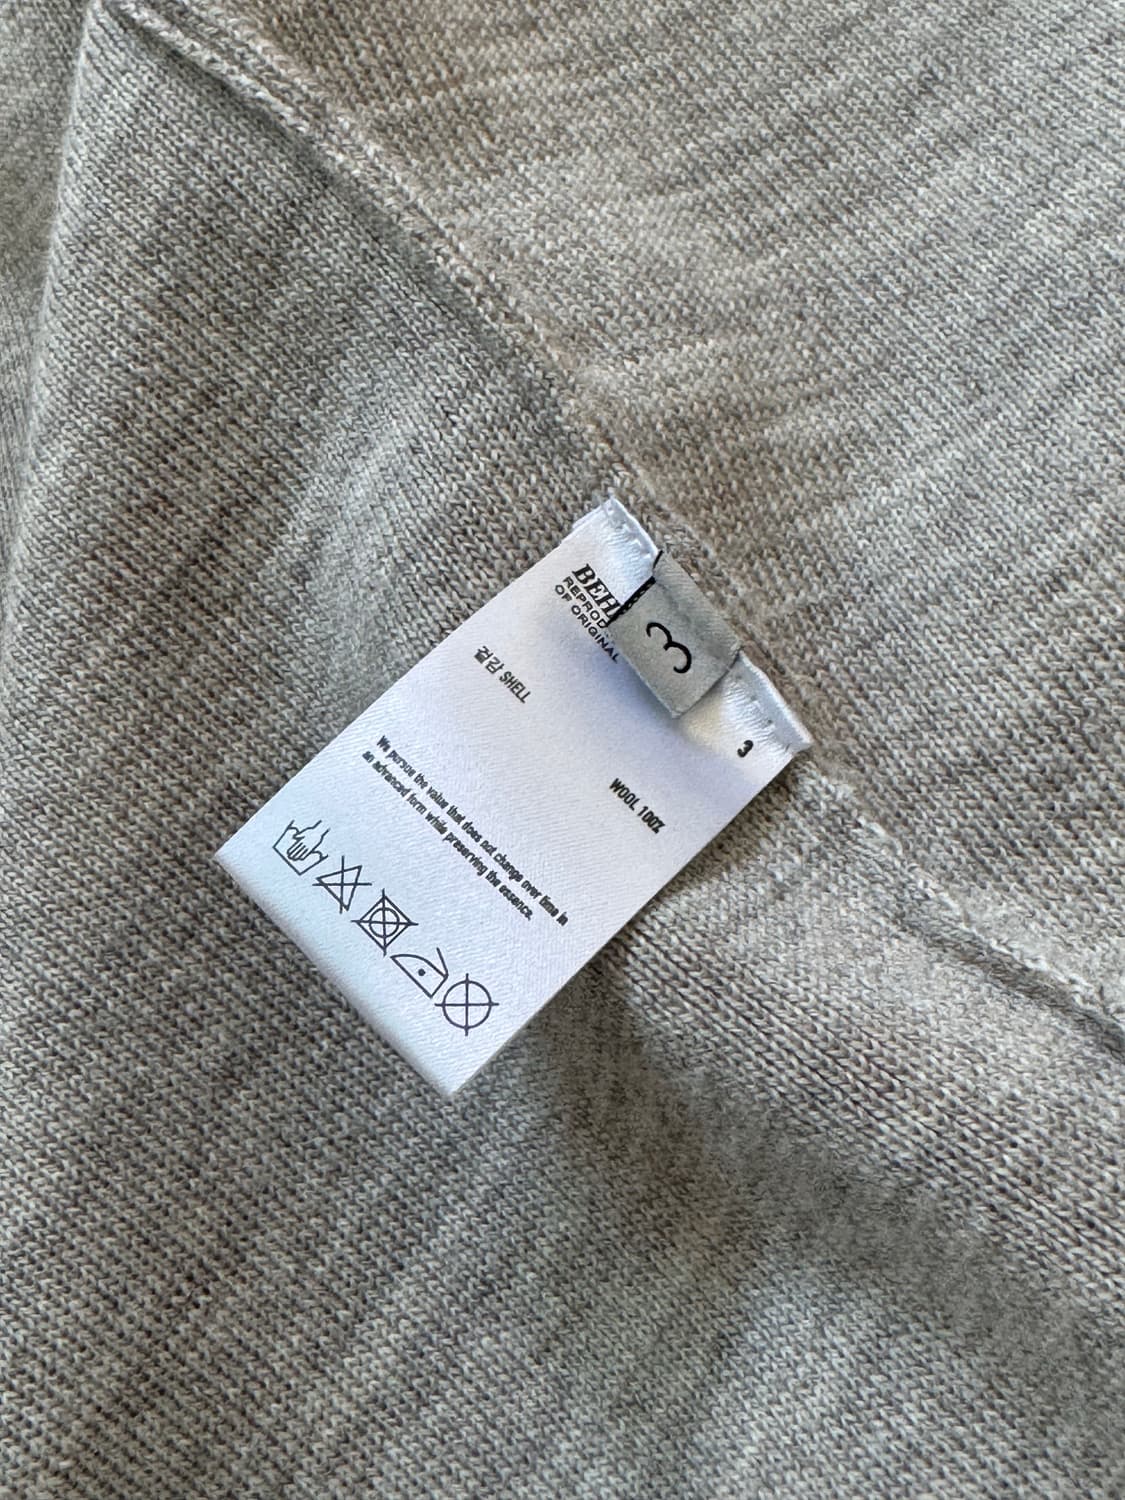 3
OF ORIGINAL
3
겉감 SHELL
WOOL 100%
We pursue the value that does not change over time in
an advanced form while preserving the essence.